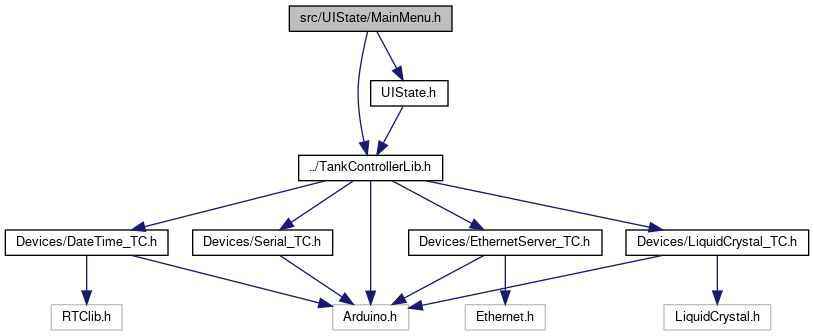 src/UIState/MainMenu.h
UIState.h
../TankControllerLib.h
Devices/DateTime_TC.h
Devices/Serial_TC.h
Devices/EthernetServer_TC.h
Devices/LiquidCrystal_TC.h
RTClib.h
Arduino.h
Ethernet.h
LiquidCrystal.h